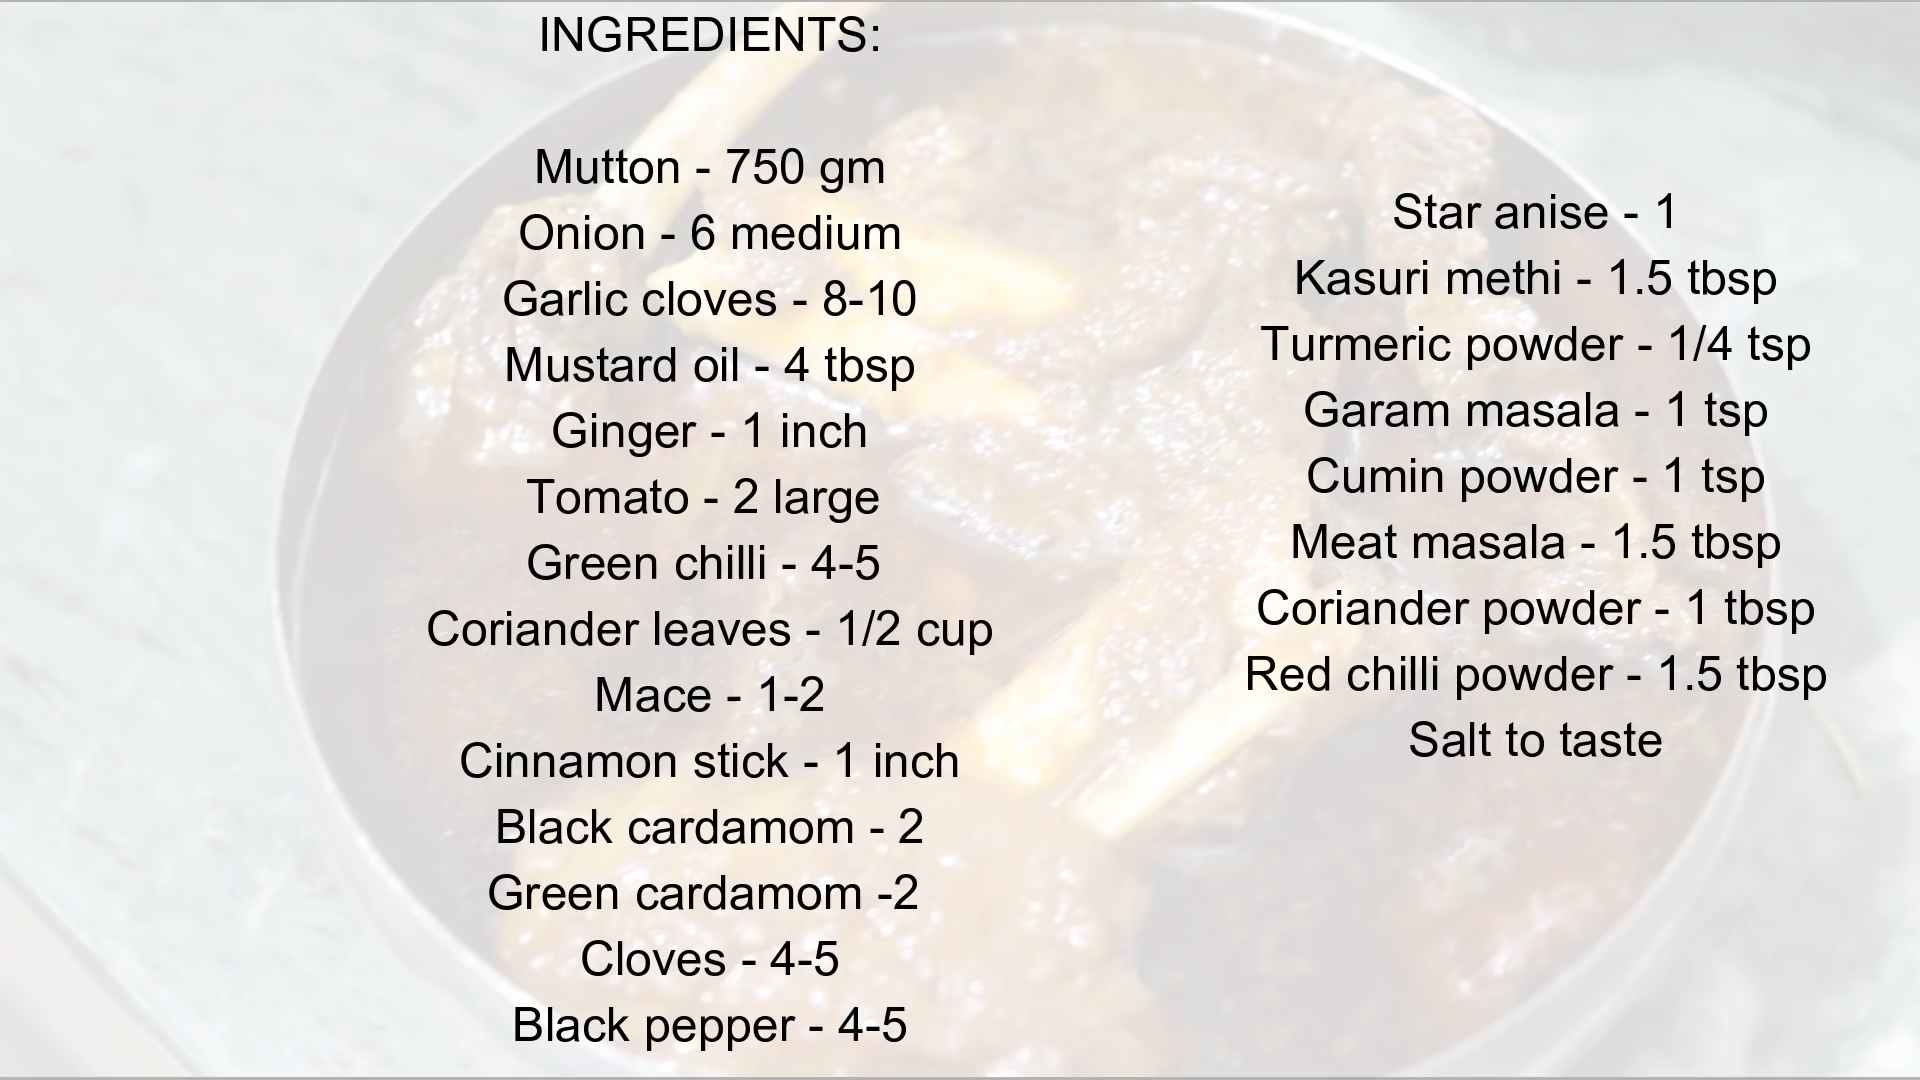 INGREDIENTS:
Mutton - 750 gm
Onion - 6 medium
Garlic cloves - 8-10
Mustard oil - 4 tbsp
Ginger - 1 inch
Tomato - 2 large
Green chilli - 4-5
Coriander leaves - 1/2 cup
Mace - 1-2
Cinnamon stick - 1 inch
Black cardamom - 2
Green cardamom -2
Cloves - 4-5
Black pepper - 4-5
Star anise - 1
Kasuri methi - 1.5 tbsp
Turmeric powder - 1/4 tsp
Garam masala - 1 tsp
Cumin powder - 1 tsp
Meat masala - 1.5 tbsp
Coriander powder - 1 tbsp
Red chilli powder - 1.5 tbsp
Salt to taste